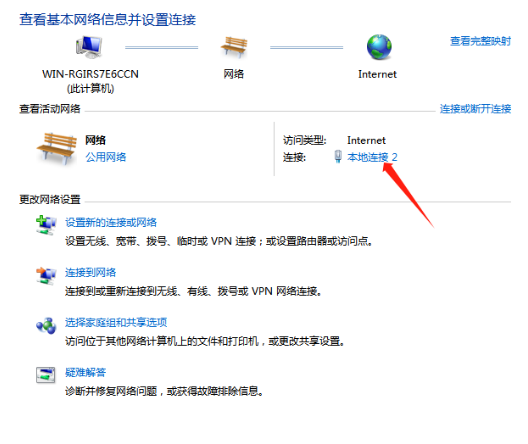 查看基本网络信息并设置连接
查看完整映射
WIN-RGIRS7E6CCN
(此计算机)
网络
Internet
查看活动网络
连接或断开连接
网络
公用网络
访问类型: Internet
连接: 本地连接 2
更改网络设置
设置新的连接或网络
设置无线、宽带、拨号、临时或 VPN 连接；或设置路由器或访问点。
连接到网络
连接到或重新连接到无线、有线、拨号或 VPN 网络连接。
选择家庭组和共享选项
访问位于其他网络计算机上的文件和打印机，或更改共享设置。
疑难解答
诊断并修复网络问题，或获得故障排除信息。